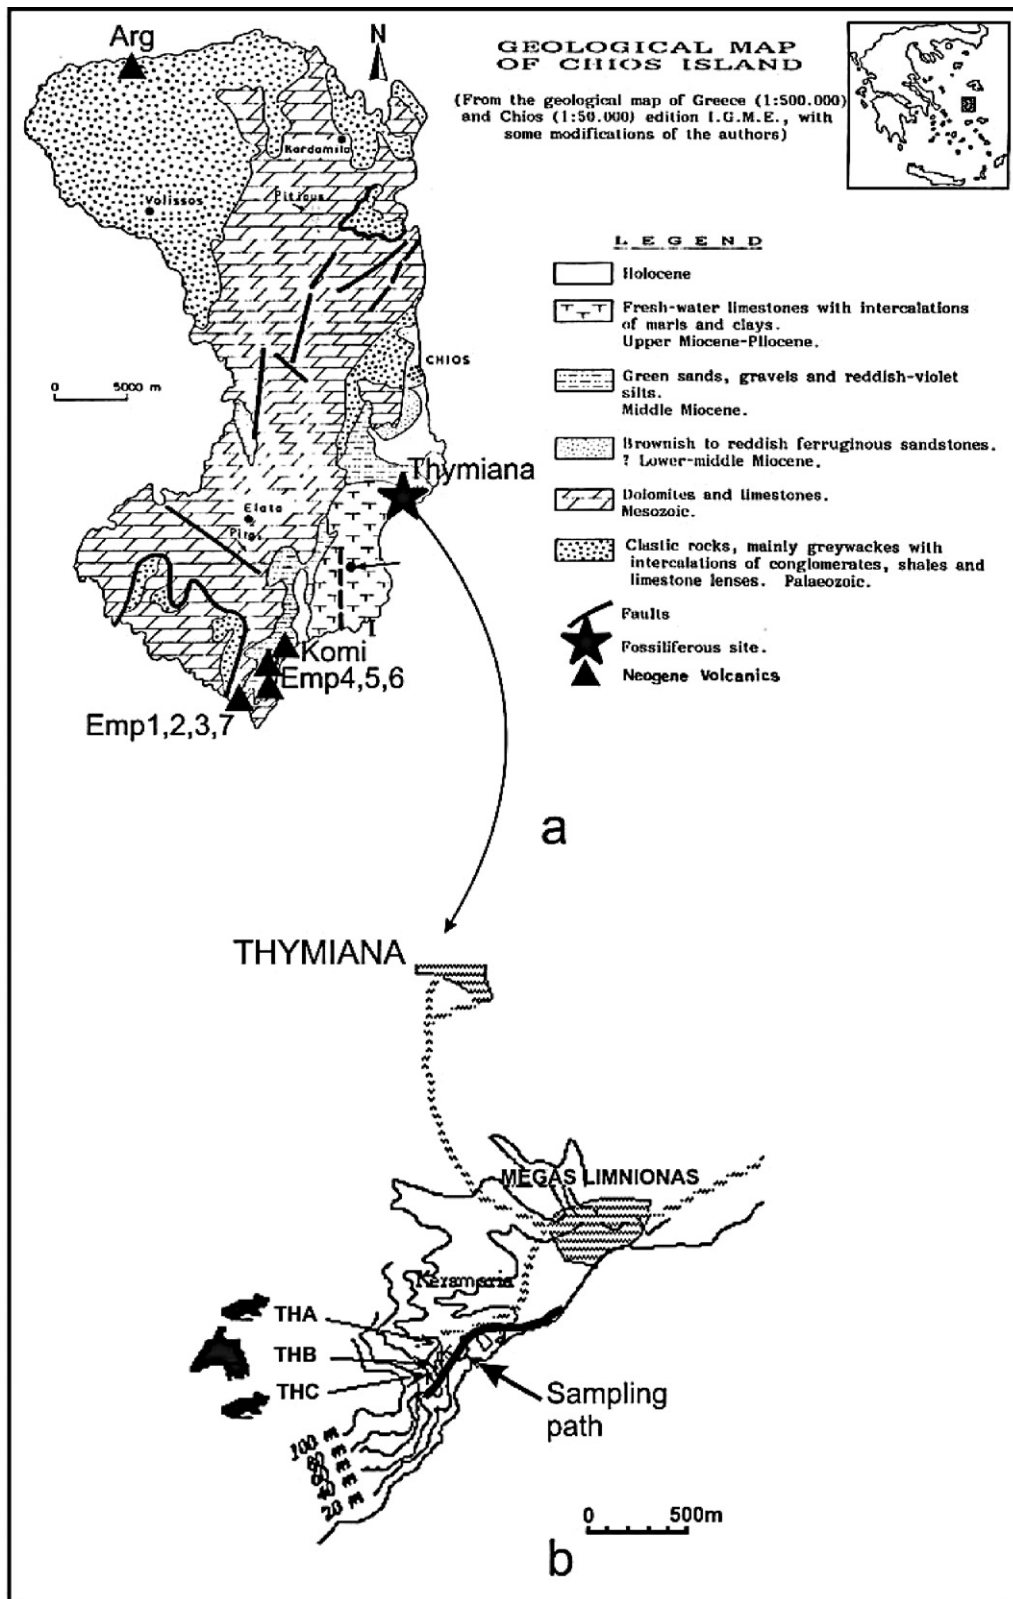 Arg
N
GEOLOGICAL MAP
OF CHIOS ISLAND
(From the geological map of Greece (1:500.000)
and Chios (1:50.000) edition I.G.M.E., with
some modifications of the authors)
Kardamila
Volissos
Pitious
LEGEND
Holocene
Fresh-water limestones with intercalations
of marls and clays.
Upper Miocene-Pliocene.
CHIOS
0 5000 m
Green sands, gravels and reddish-violet
silts.
Middle Miocene.
Brownish to reddish ferruginous sandstones.
? Lower-middle Miocene.
Thymiana
Dolomites and limestones.
Mesozoic.
Elata
Pirg.
Clastic rocks, mainly greywackes with
intercalations of conglomerates, shales and
limestone lenses. Palaeozoic.
Faults
Fossiliferous site.
Neogene Volcanics
I
I
Komi
Emp4,5,6
Emp1,2,3,7
a
THYMIANA
MEGAS LIMNIONAS
Keramaria
THA
THB
THC
Sampling
path
100 m
80 m
60 m
40 m
20 m
0 500m
b